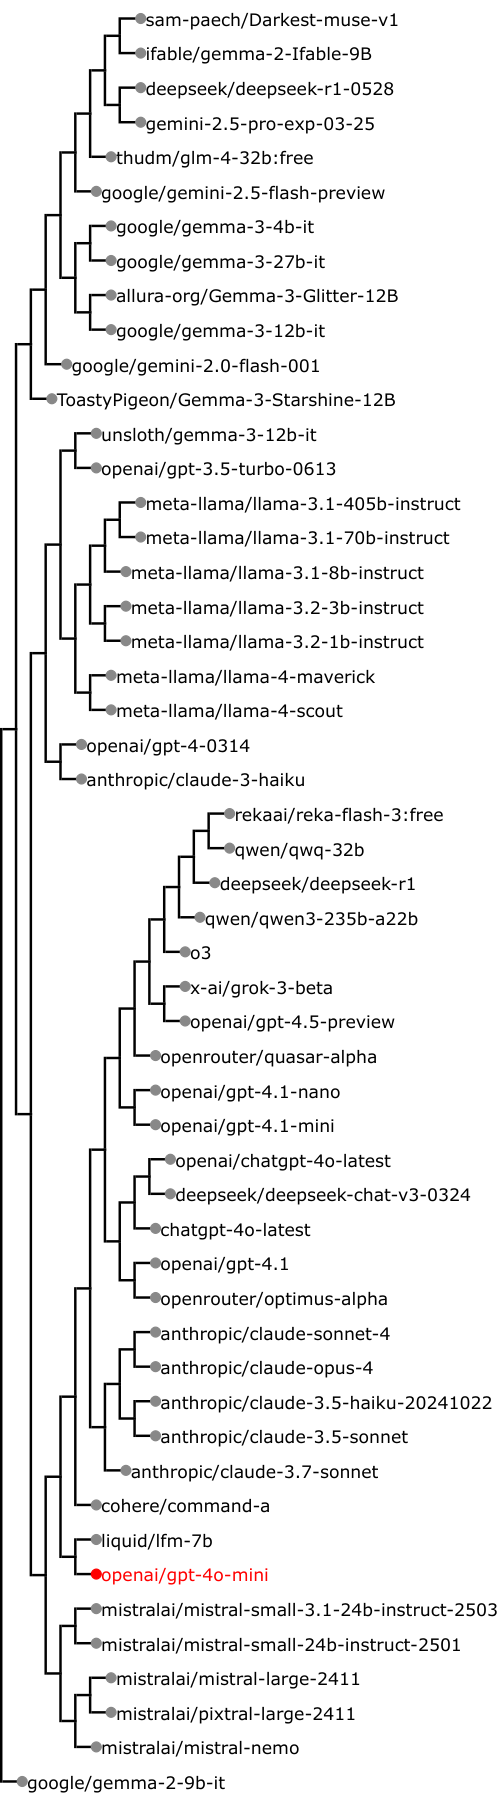 sam-paech/Darkest-muse-v1
ifable/gemma-2-Ifable-9B
deepseek/deepseek-r1-0528
gemini-2.5-pro-exp-03-25
thudm/glm-4-32b:free
google/gemini-2.5-flash-preview
google/gemma-3-4b-it
google/gemma-3-27b-it
allura-org/Gemma-3-Glitter-12B
google/gemma-3-12b-it
google/gemini-2.0-flash-001
ToastyPigeon/Gemma-3-Starshine-12B
unsloth/gemma-3-12b-it
openai/gpt-3.5-turbo-0613
meta-llama/llama-3.1-405b-instruct
meta-llama/llama-3.1-70b-instruct
meta-llama/llama-3.1-8b-instruct
meta-llama/llama-3.2-3b-instruct
meta-llama/llama-3.2-1b-instruct
meta-llama/llama-4-maverick
meta-llama/llama-4-scout
openai/gpt-4-0314
anthropic/claude-3-haiku
rekaai/reka-flash-3:free
qwen/qwq-32b
deepseek/deepseek-r1
qwen/qwen3-235b-a22b
o3
x-ai/grok-3-beta
openai/gpt-4.5-preview
openrouter/quasar-alpha
openai/gpt-4.1-nano
openai/gpt-4.1-mini
openai/chatgpt-4o-latest
deepseek/deepseek-chat-v3-0324
chatgpt-4o-latest
openai/gpt-4.1
openrouter/optimus-alpha
anthropic/claude-sonnet-4
anthropic/claude-opus-4
anthropic/claude-3.5-haiku-20241022
anthropic/claude-3.5-sonnet
anthropic/claude-3.7-sonnet
cohere/command-a
liquid/lfm-7b
openai/gpt-4o-mini
mistralai/mistral-small-3.1-24b-instruct-2503
mistralai/mistral-small-24b-instruct-2501
mistralai/mistral-large-2411
mistralai/pixtral-large-2411
mistralai/mistral-nemo
google/gemma-2-9b-it